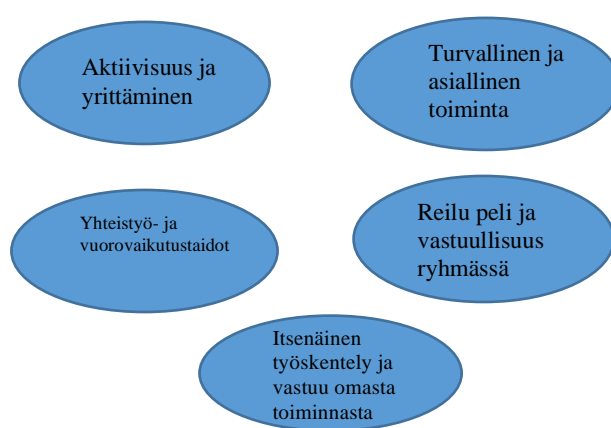 Aktiivisuus ja
yrittäminen
Turvallinen ja
asiallinen
toiminta
Yhteistyö- ja
vuorovaikutustaidot
Reilu peli ja
vastuullisuus
ryhmässä
Itsenäinen
työskentely ja
vastuu omasta
toiminnasta